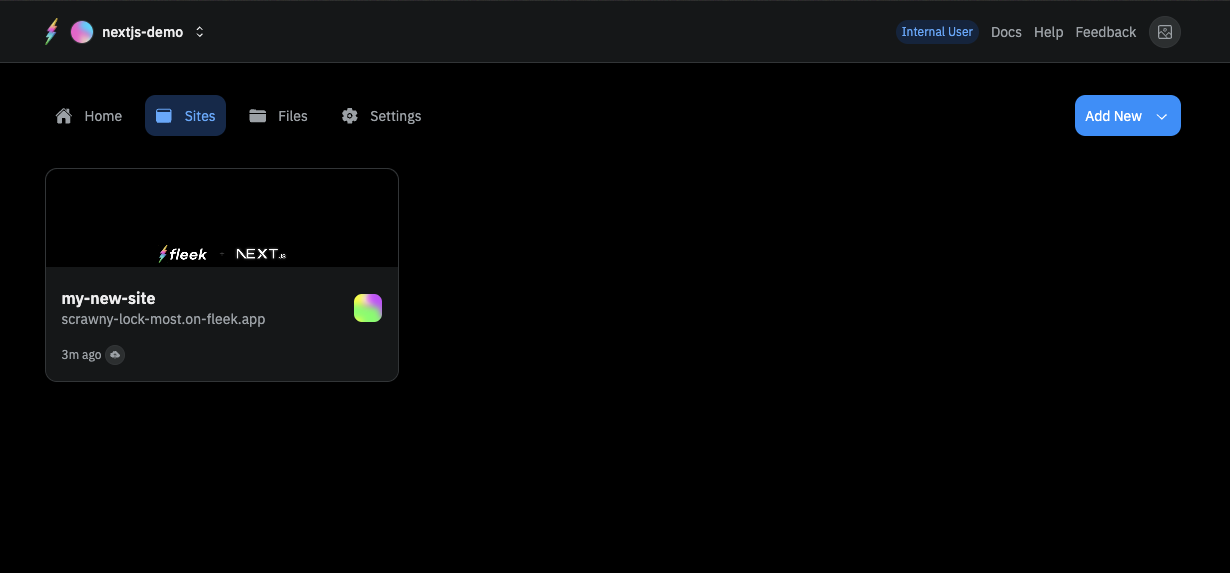 nextjs-demo
Internal User
Docs
Help
Feedback
Home
Sites
Files
Settings
Add New
fleek - NEXT.js
my-new-site
scrawny-lock-most.on-fleek.app
3m ago